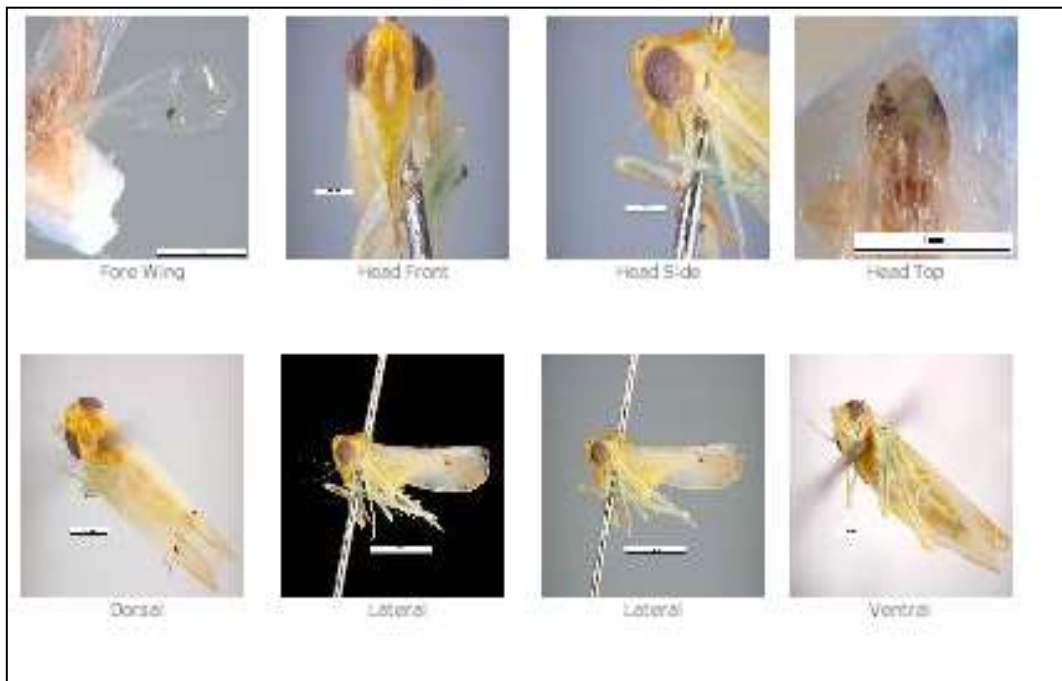 Fore Wing
Head Front
Head Side
Head Top
Dorsal
Lateral
Lateral
Ventral